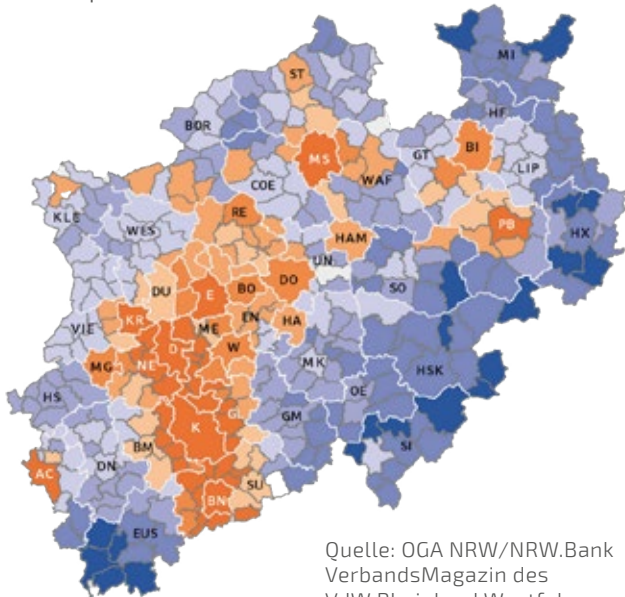 ST
MI
HF
BOR
MS
GT
BI
WAF
LIP
COE
KLE
RE
PB
WES
HAM
HX
UN
DU
E
BO
DO
SO
KR
ME
EN
HA
VIE
D
W
MG
NE
MK
HSK
HS
OE
K
GL
GM
BM
SI
AC
DN
SU
BN
EUS
Quelle: OGA NRW/NRW.Bank
VerbandsMagazin des